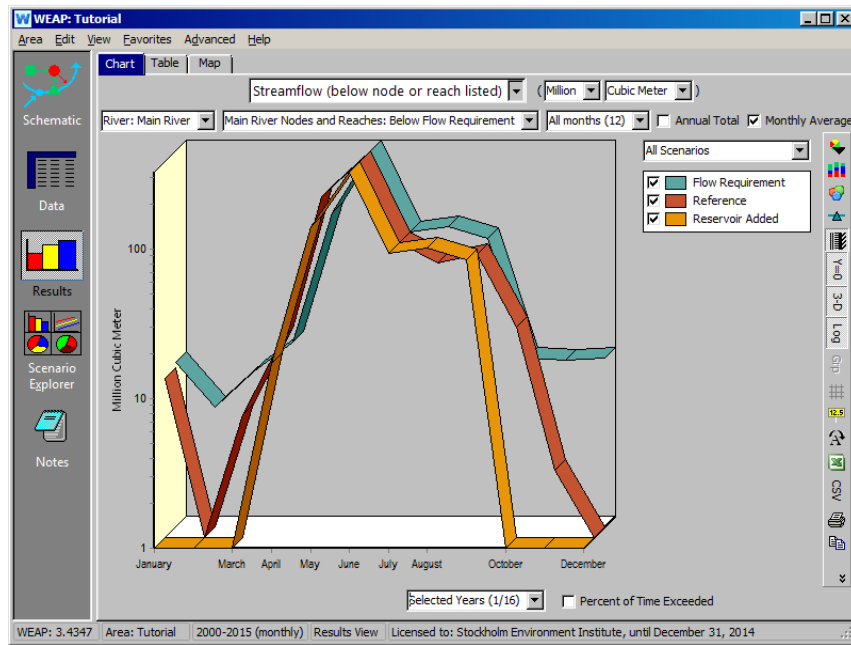 WEAP: Tutorial
Area Edit View Favorites Advanced Help
Chart Table Map
Streamflow (below node or reach listed) ( Million Cubic Meter )
River: Main River Main River Nodes and Reaches: Below Flow Requirement All months (12) Annual Total Monthly Average
Schematic
Data
Results
Scenario
Explorer
Notes
All Scenarios
Flow Requirement
Reference
Reservoir Added
Million Cubic Meter
100
10
1
January March April May June July August October December
Selected Years (1/16) Percent of Time Exceeded
Y=0
3-D
Log
Grp
12.5
CSV
WEAP: 3.4347 Area: Tutorial 2000-2015 (monthly) Results View Licensed to: Stockholm Environment Institute, until December 31, 2014